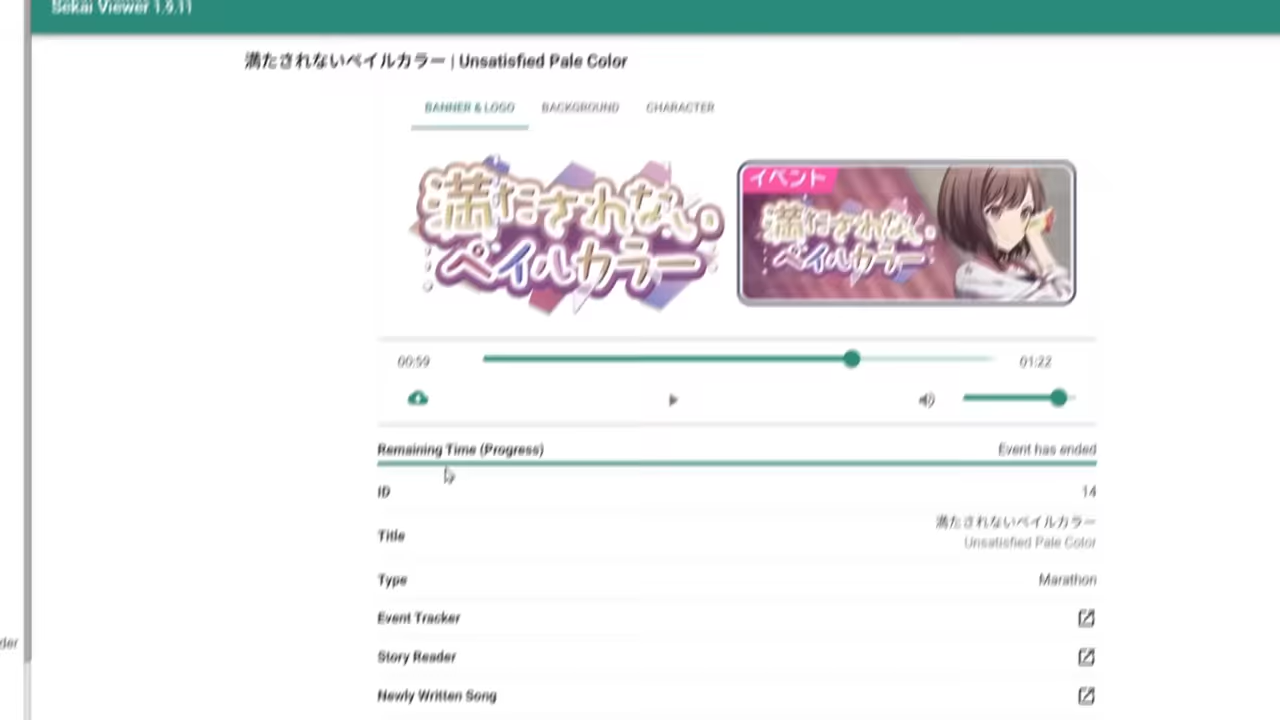 Sekai Viewer 1.9.11
満たされないペイルカラー | Unsatisfied Pale Color
BANNER & LOGO
BACKGROUND
CHARACTER
満たされない
ペイルカラー
イベント
満たされない
ペイルカラー
00:59
01:22
Remaining Time (Progress)
Event has ended
ID
14
Title
満たされないペイルカラー
Unsatisfied Pale Color
Type
Marathon
Event Tracker
der
Story Reader
Newly Written Song